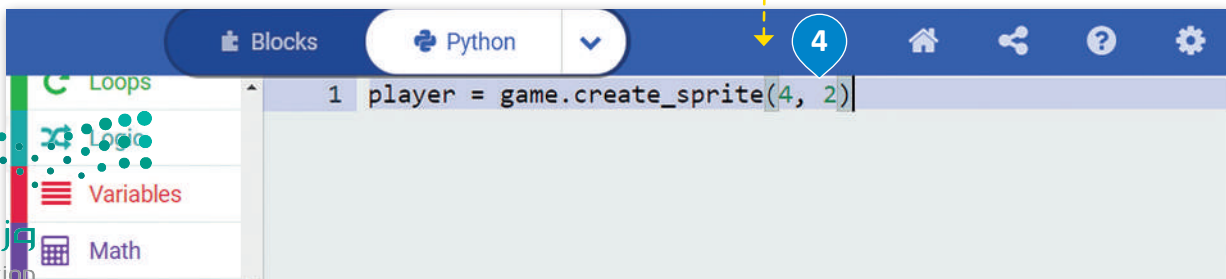 Blocks
Python
4
Loops
1 player = game.create_sprite(4, 2)
Logic
Variables
Math